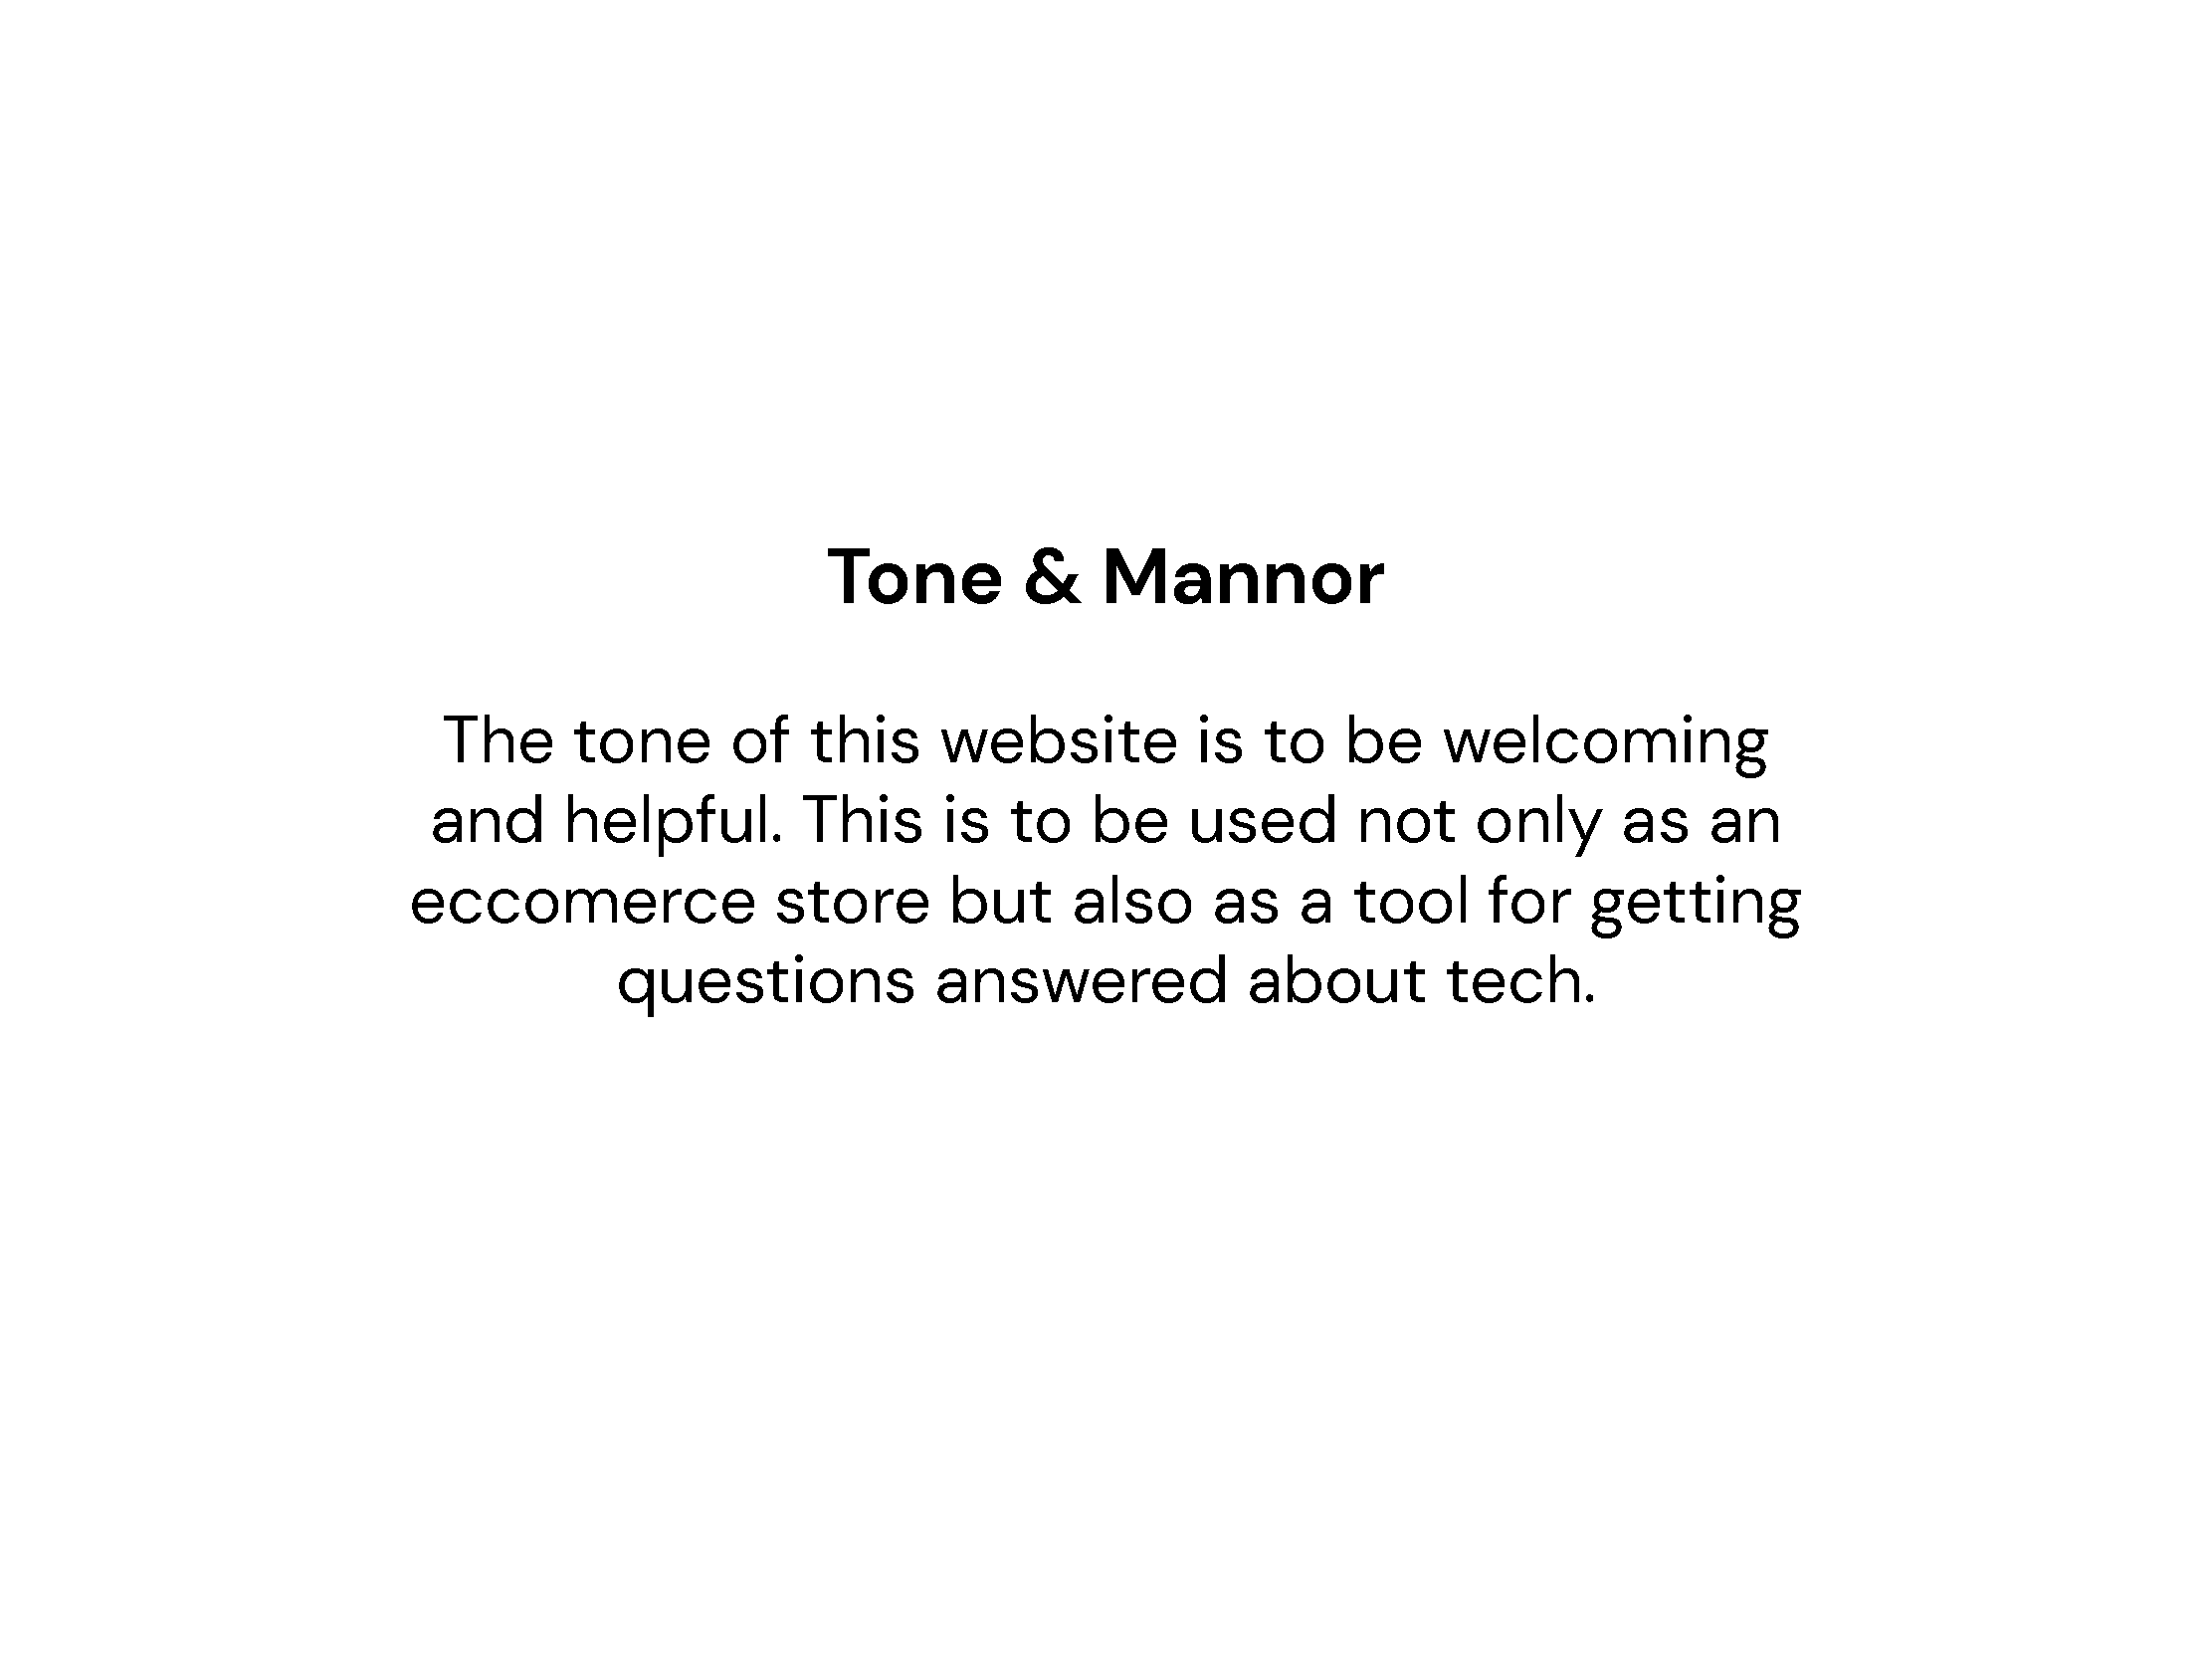 Tone & Mannor
The tone of this website is to be welcoming
and helpful. This is to be used not only as an
eccomerce store but also as a tool for getting
questions answered about tech.